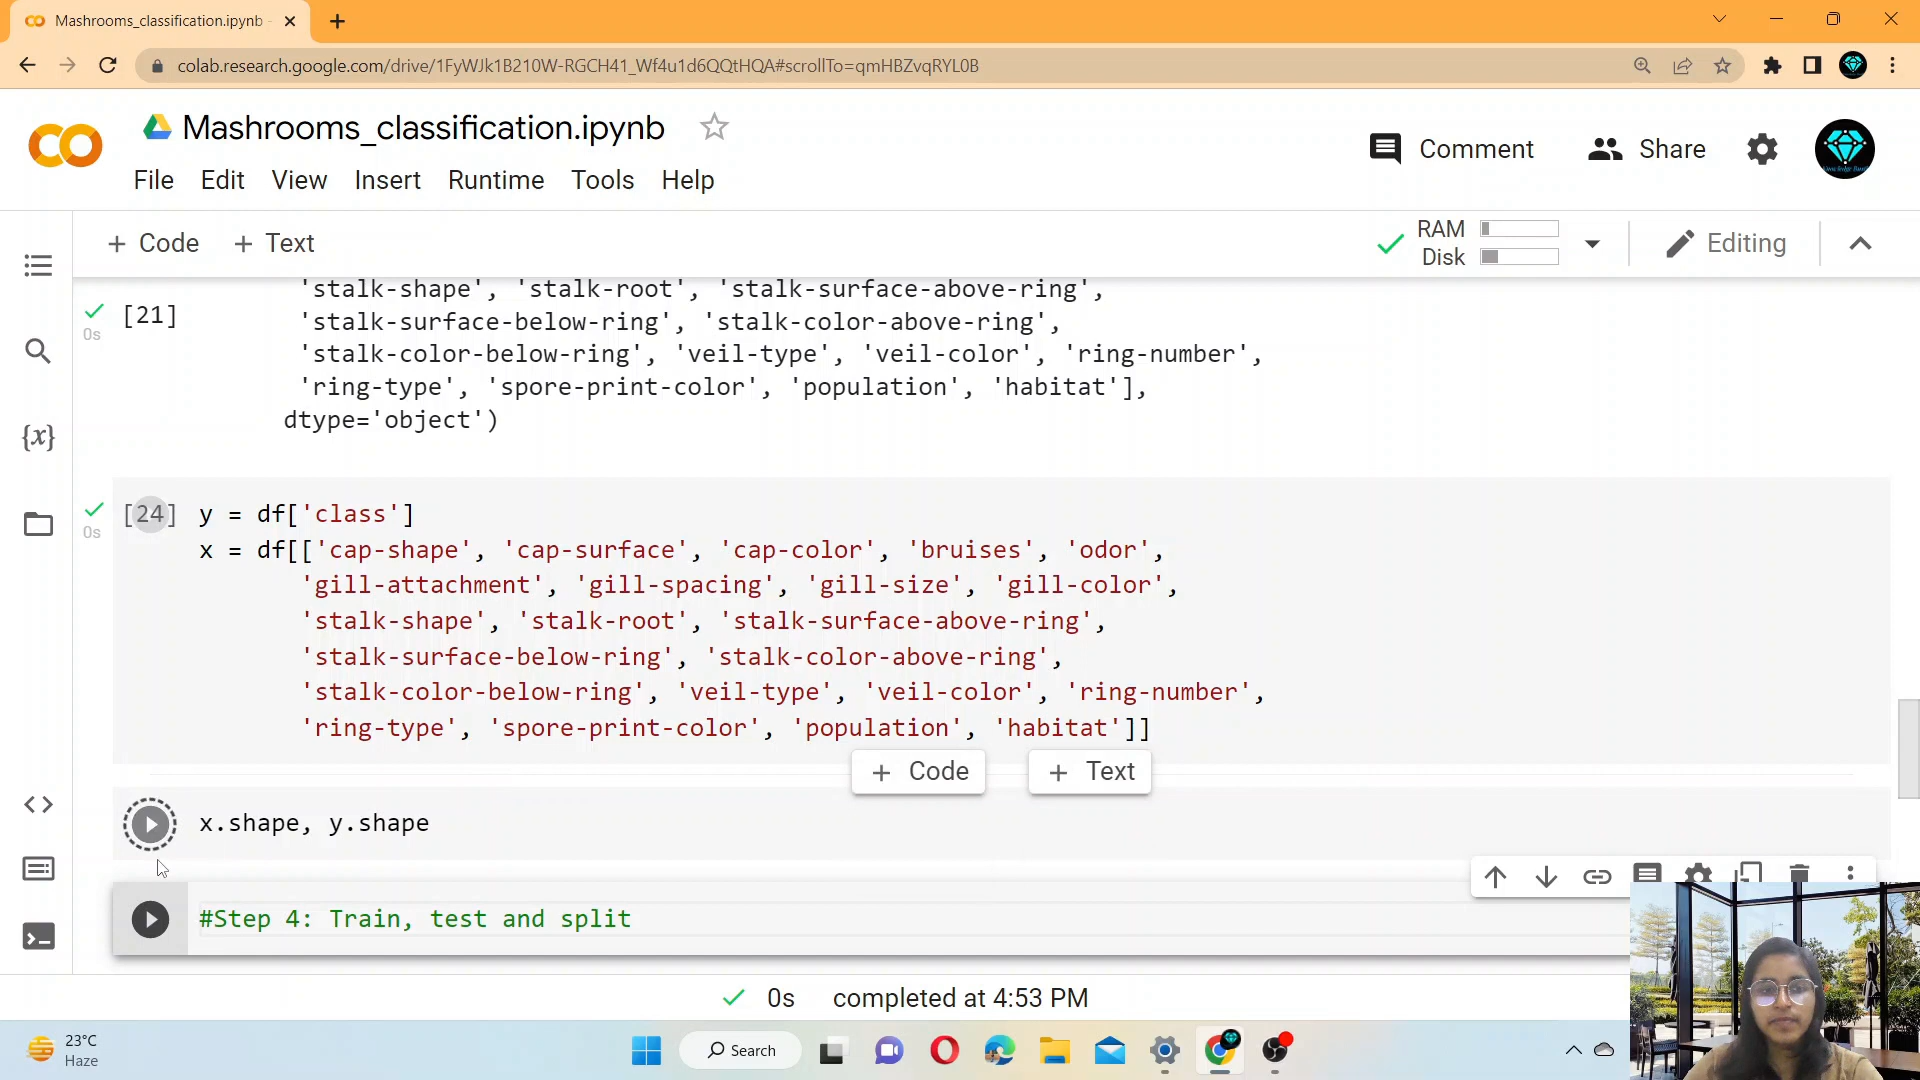 Mashrooms_classification.ipynb -
colab.research.google.com/drive/1FyWJk1B210W-RGCH41_Wf4u1d6QQtHQA#scrollTo=qmHBZvqRYL0B
Mashrooms_classification.ipynb
Comment
Share
File Edit View Insert Runtime Tools Help
+ Code + Text
RAM
Disk
Editing
'stalk-shape', 'stalk-root', 'stalk-surface-above-ring',
[21]
0s
'stalk-surface-below-ring', 'stalk-color-above-ring',
'stalk-color-below-ring', 'veil-type', 'veil-color', 'ring-number',
'ring-type', 'spore-print-color', 'population', 'habitat'],
dtype='object')
[24] y = df['class']
0s
x = df[['cap-shape', 'cap-surface', 'cap-color', 'bruises', 'odor',
'gill-attachment', 'gill-spacing', 'gill-size', 'gill-color',
'stalk-shape', 'stalk-root', 'stalk-surface-above-ring',
'stalk-surface-below-ring', 'stalk-color-above-ring',
'stalk-color-below-ring', 'veil-type', 'veil-color', 'ring-number',
'ring-type', 'spore-print-color', 'population', 'habitat']]
+ Code + Text
x.shape, y.shape
#Step 4: Train, test and split
0s completed at 4:53 PM
23°C
Haze
Search